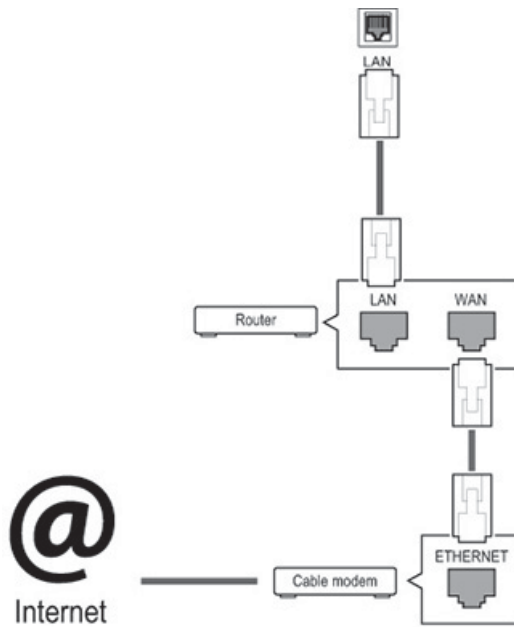 LAN
LAN WAN
Router
ETHERNET
@
Cable modem
Internet